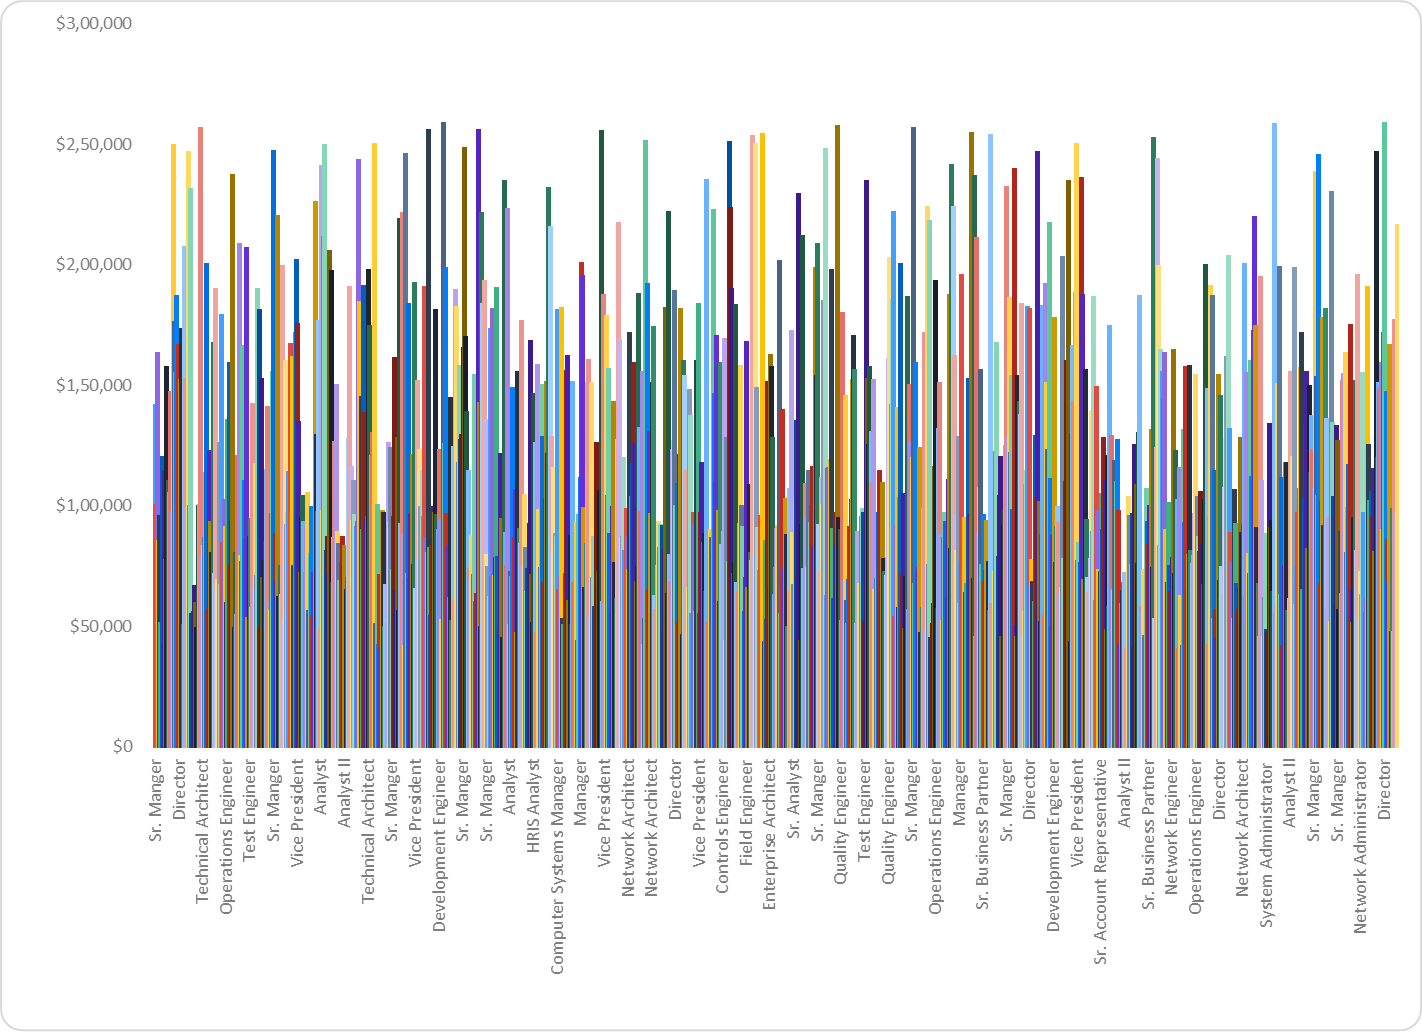 $3,00,000
$2,50,000
$2,00,000
$1,50,000
$1,00,000
$50,000
$0
Sr. Manger
Director
Technical Architect
Operations Engineer
Test Engineer
Sr. Manger
Vice President
Analyst
Analyst II
Technical Architect
Sr. Manger
Vice President
Development Engineer
Sr. Manger
Sr. Manger
Analyst
HRIS Analyst
Computer Systems Manager
Manager
Vice President
Network Architect
Network Architect
Director
Vice President
Controls Engineer
Field Engineer
Enterprise Architect
Sr. Analyst
Sr. Manger
Quality Engineer
Test Engineer
Quality Engineer
Sr. Manger
Operations Engineer
Manager
Sr. Business Partner
Sr. Manger
Director
Development Engineer
Vice President
Sr. Account Representative
Analyst II
Sr. Business Partner
Network Engineer
Operations Engineer
Director
Network Architect
System Administrator
Analyst II
Sr. Manger
Sr. Manger
Network Administrator
Director